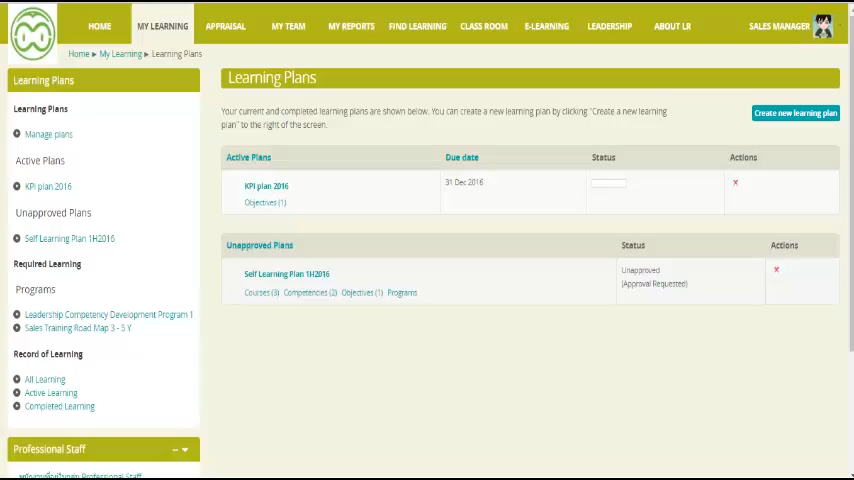 HOME MY LEARNING APPRAISAL MY TEAM MY REPORTS FIND LEARNING CLASS ROOM E-LEARNING LEADERSHIP ABOUT LR SALES MANAGER
Home ► My Learning ► Learning Plans
Learning Plans
Learning Plans
Manage plans
Active Plans
KPI plan 2016
Unapproved Plans
Self Learning Plan 1H2016
Required Learning
Programs
Leadership Competency Development Program 1
Sales Training Road Map 3 - 5 Y
Record of Learning
All Learning
Active Learning
Completed Learning
Professional Staff
Professional Staff
Learning Plans
Your current and completed learning plans are shown below. You can create a new learning plan by clicking "Create a new learning
plan" to the right of the screen.
Create new learning plan
Active Plans Due date Status Actions
KPI plan 2016 31 Dec 2016
Objectives (1)
Unapproved Plans Status Actions
Self Learning Plan 1H2016 Unapproved
(Approval Requested)
Courses (3) Competencies (2) Objectives (1) Programs